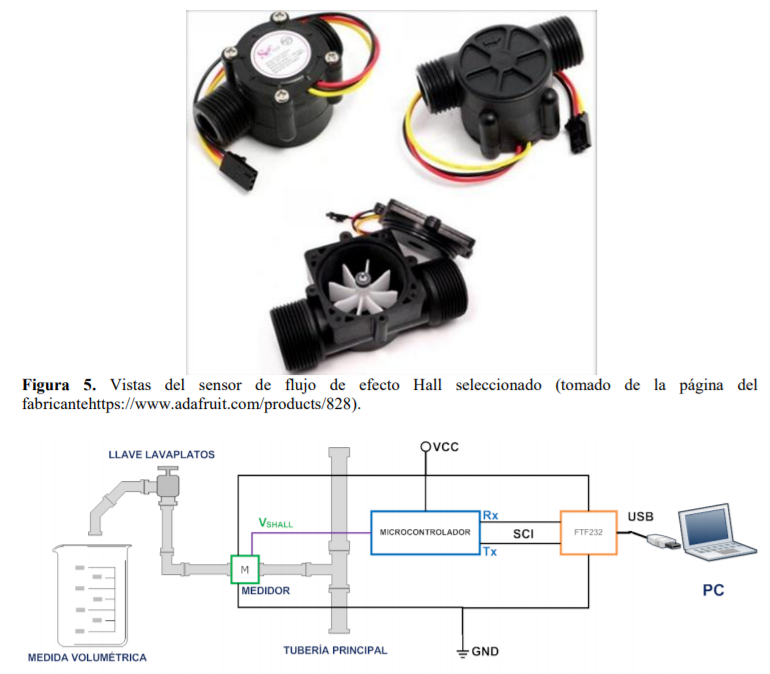 Figura 5. Vistas del sensor de flujo de efecto Hall seleccionado (tomado de la página del
fabricantehttps://www.adafruit.com/products/828).
LLAVE LAVAPLATOS
VCC
VSHALL
MICROCONTROLADOR
Rx
SCI
Tx
FTF232
USB
M
MEDIDOR
PC
TUBERÍA PRINCIPAL
GND
MEDIDA VOLUMÉTRICA